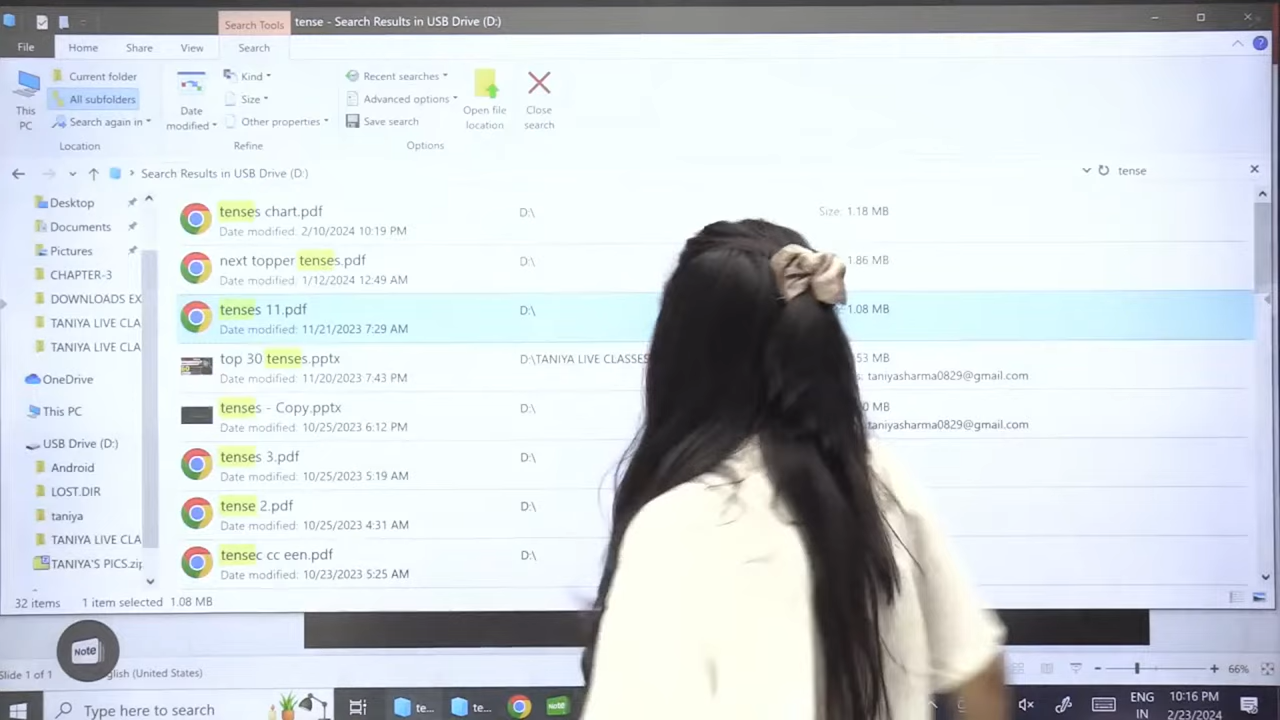 Search Tools
tense - Search Results in USB Drive (D:)
File
Home
Share
View
Search
This PC
Current folder
All subfolders
Search again in
Location
Date modified
Kind
Size
Other properties
Refine
Recent searches
Advanced options
Save search
Options
Open file location
Close search
Search Results in USB Drive (D:)
tense
Desktop
Documents
Pictures
CHAPTER-3
DOWNLOADS EX
TANIYA LIVE CLA
TANIYA LIVE CLA
OneDrive
This PC
USB Drive (D:)
Android
LOST.DIR
taniya
TANIYA LIVE CLA
TANIYA'S PICS.zip
tenses chart.pdf
D:\
Size: 1.18 MB
Date modified: 2/10/2024 10:19 PM
next topper tenses.pdf
D:\
1.86 MB
Date modified: 1/12/2024 12:49 AM
tenses 11.pdf
D:\
1.08 MB
Date modified: 11/21/2023 7:29 AM
top 30 tenses.pptx
D:\TANIYA LIVE CLASSES
53 MB
Date modified: 11/20/2023 7:43 PM
taniyasharma0829@gmail.com
tenses - Copy.pptx
D:\
0 MB
Date modified: 10/25/2023 6:12 PM
taniyasharma0829@gmail.com
tenses 3.pdf
D:\
Date modified: 10/25/2023 5:19 AM
tense 2.pdf
D:\
Date modified: 10/25/2023 4:31 AM
tensec cc een.pdf
D:\
Date modified: 10/23/2023 5:25 AM
32 items
1 item selected 1.08 MB
Note
Slide 1 of 1
glish (United States)
66%
Type here to search
te...
te...
Note
ENG
IN
10:16 PM
2/23/2024